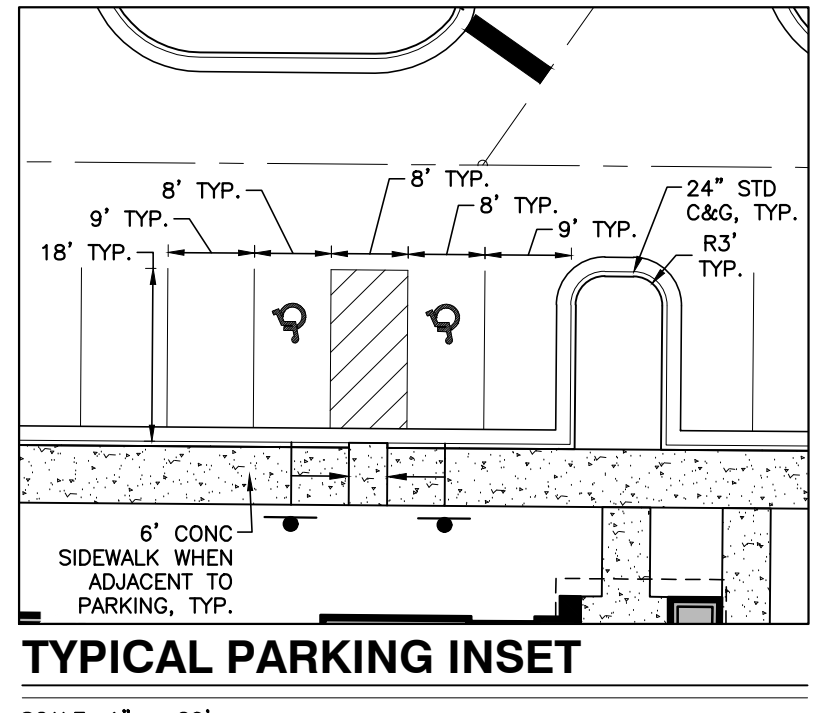 8' TYP.
8' TYP.
8' TYP.
9' TYP.
9' TYP.
18' TYP.
24" STD
C&G, TYP.
R3'
TYP.
6' CONC
SIDEWALK WHEN
ADJACENT TO
PARKING, TYP.
TYPICAL PARKING INSET